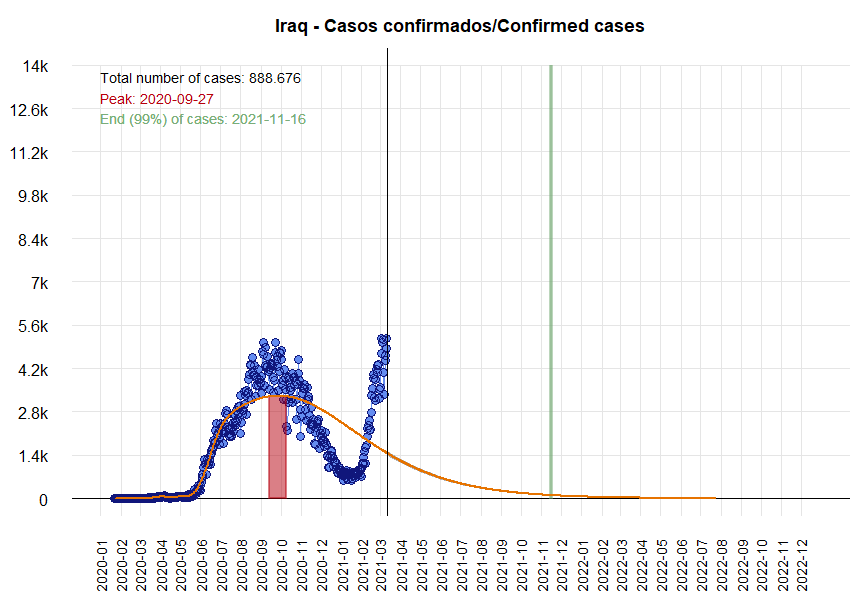 Iraq - Casos confirmados/Confirmed cases
14k
12.6k
11.2k
9.8k
8.4k
7k
5.6k
4.2k
2.8k
1.4k
0
Total number of cases: 888.676
Peak: 2020-09-27
End (99%) of cases: 2021-11-16
2020-01
2020-02
2020-03
2020-04
2020-05
2020-06
2020-07
2020-08
2020-09
2020-10
2020-11
2020-12
2021-01
2021-02
2021-03
2021-04
2021-05
2021-06
2021-07
2021-08
2021-09
2021-10
2021-11
2021-12
2022-01
2022-02
2022-03
2022-04
2022-05
2022-06
2022-07
2022-08
2022-09
2022-10
2022-11
2022-12